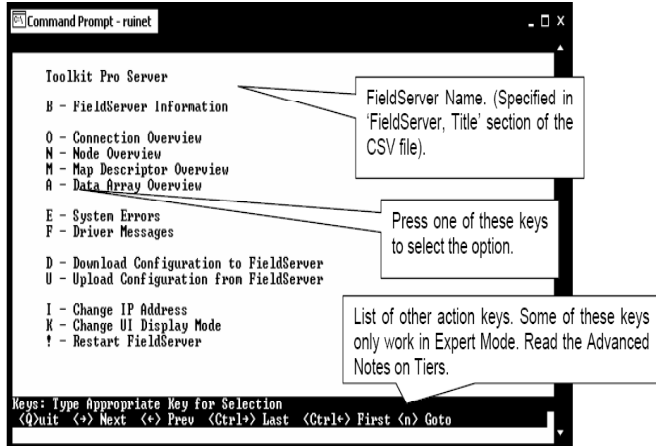 Command Prompt - ruinet
Toolkit Pro Server
B - FieldServer Information
O - Connection Overview
N - Node Overview
M - Map Descriptor Overview
A - Data Array Overview
E - System Errors
F - Driver Messages
D - Download Configuration to FieldServer
U - Upload Configuration from FieldServer
I - Change IP Address
K - Change UI Display Mode
! - Restart FieldServer
FieldServer Name. (Specified in
‘FieldServer, Title’ section of the
CSV file).
Press one of these keys
to select the option.
List of other action keys. Some of these keys
only work in Expert Mode. Read the Advanced
Notes on Tiers.
Keys: Type Appropriate Key for Selection
<Q>uit <→> Next <←> Prev <Ctrl→> Last <Ctrl←> First <n> Goto